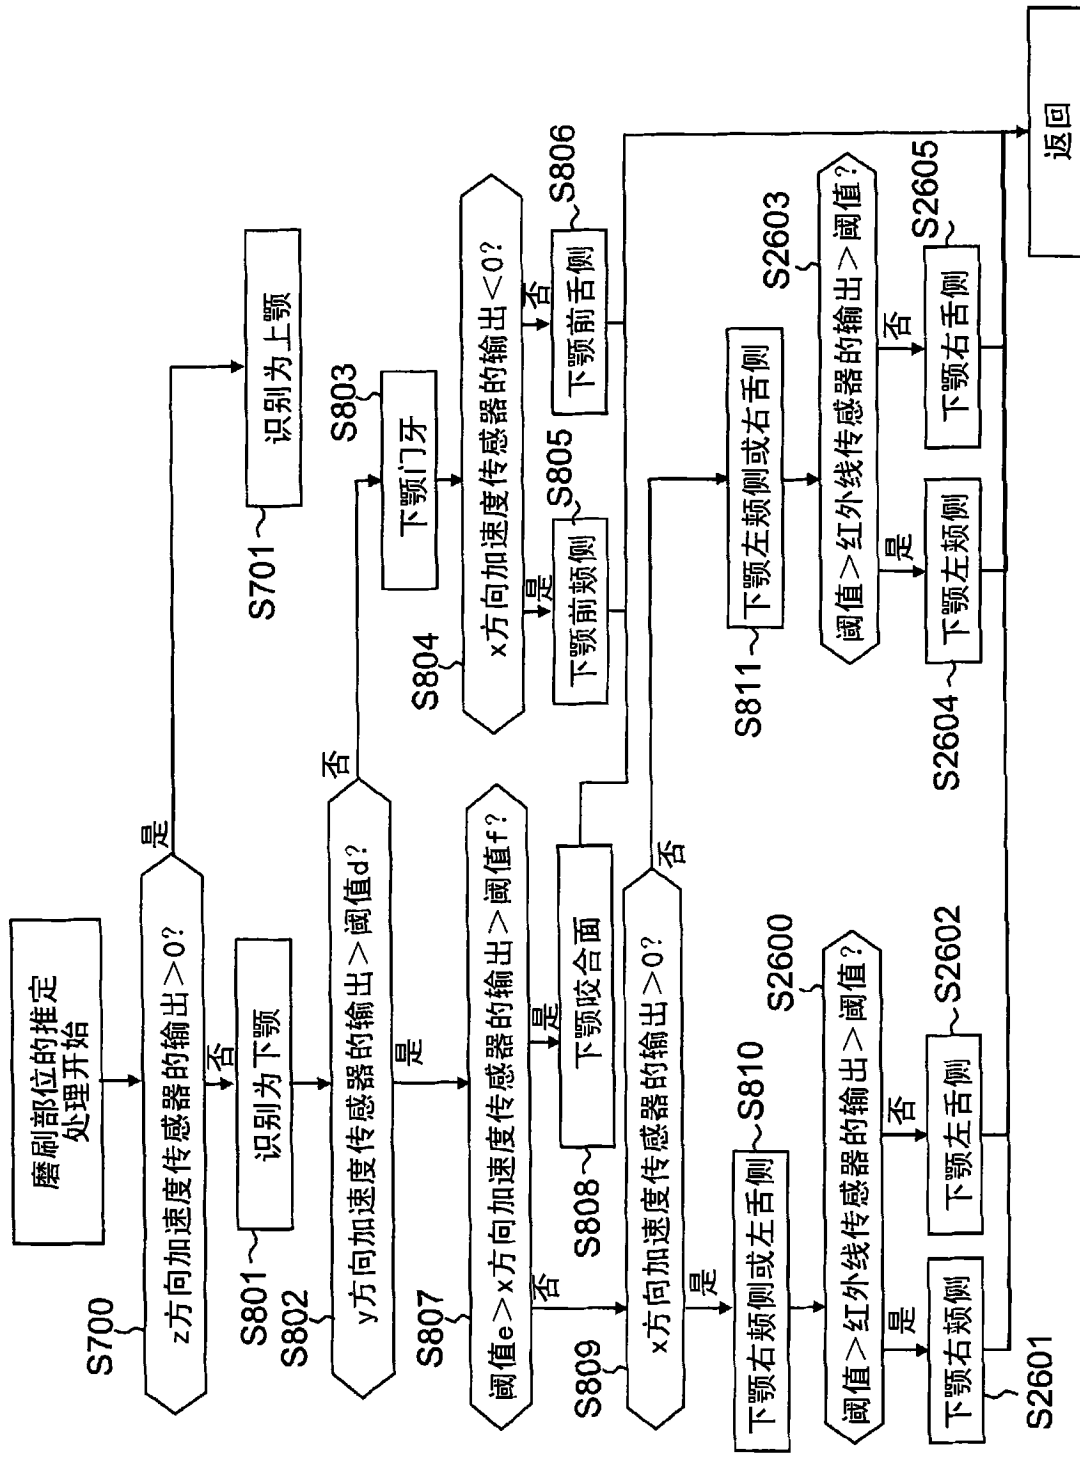 磨刷部位的推定
处理开始
S700
z方向加速度传感器的输出>0?
是
否
S701
识别为上颚
S801
识别为下颚
S802
y方向加速度传感器的输出>阈值d?
是
否
S803
下颚门牙
S804
x方向加速度传感器的输出<0?
是
否
S805
下颚前颊侧
S806
下颚前舌侧
S807
阈值e>x方向加速度传感器的输出>阈值f?
是
否
S808
下颚咬合面
S809
x方向加速度传感器的输出>0?
是
否
S810
下颚右颊侧或左舌侧
S2600
阈值>红外线传感器的输出>阈值?
是
否
S2601
下颚右颊侧
S2602
下颚左舌侧
S811
下颚左颊侧或右舌侧
S2603
阈值>红外线传感器的输出>阈值?
是
否
S2604
下颚左颊侧
S2605
下颚右舌侧
返回